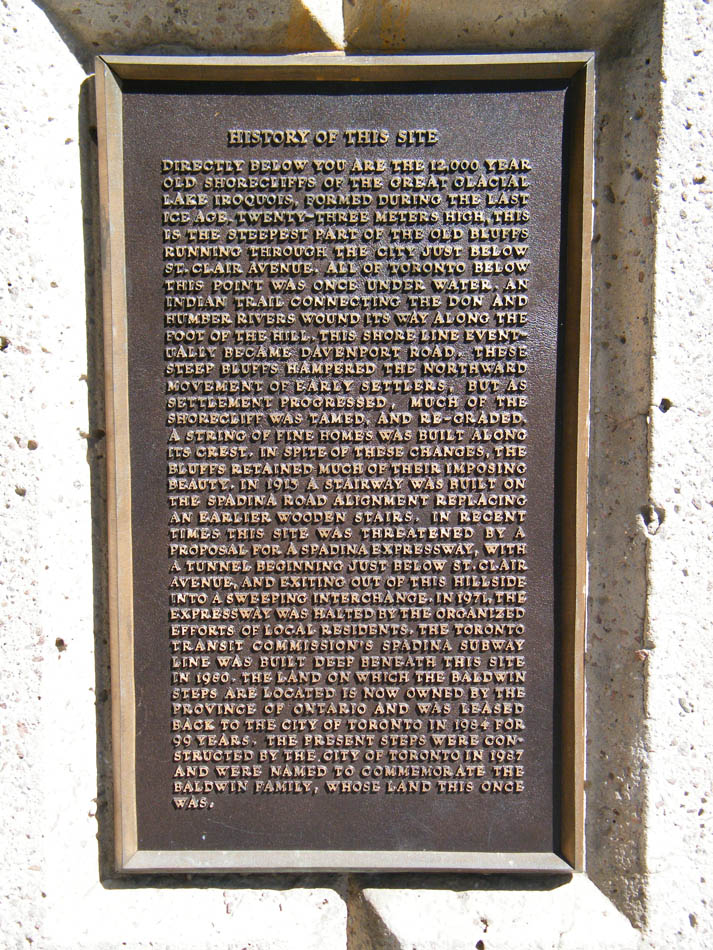 HISTORY OF THIS SITE
DIRECTLY BELOW YOU ARE THE 12,000 YEAR
OLD SHORECLIFFS OF THE GREAT GLACIAL
LAKE IROQUOIS, FORMED DURING THE LAST
ICE AGE. TWENTY-THREE METERS HIGH, THIS
IS THE STEEPEST PART OF THE OLD BLUFFS
RUNNING THROUGH THE CITY JUST BELOW
ST. CLAIR AVENUE. ALL OF TORONTO BELOW
THIS POINT WAS ONCE UNDER WATER. AN
INDIAN TRAIL CONNECTING THE DON AND
HUMBER RIVERS WOUND ITS WAY ALONG THE
FOOT OF THE HILL. THIS SHORE LINE EVENT-
UALLY BECAME DAVENPORT ROAD. THESE
STEEP BLUFFS HAMPERED THE NORTHWARD
MOVEMENT OF EARLY SETTLERS, BUT AS
SETTLEMENT PROGRESSED, MUCH OF THE
SHORECLIFF WAS TAMED, AND RE-GRADED.
A STRING OF FINE HOMES WAS BUILT ALONG
ITS CREST. IN SPITE OF THESE CHANGES, THE
BLUFFS RETAINED MUCH OF THEIR IMPOSING
BEAUTY. IN 1913 A STAIRWAY WAS BUILT ON
THE SPADINA ROAD ALIGNMENT REPLACING
AN EARLIER WOODEN STAIRS. IN RECENT
TIMES THIS SITE WAS THREATENED BY A
PROPOSAL FOR A SPADINA EXPRESSWAY, WITH
A TUNNEL BEGINNING JUST BELOW ST. CLAIR
AVENUE, AND EXITING OUT OF THIS HILLSIDE
INTO A SWEEPING INTERCHANGE. IN 1971, THE
EXPRESSWAY WAS HALTED BY THE ORGANIZED
EFFORTS OF LOCAL RESIDENTS. THE TORONTO
TRANSIT COMMISSION'S SPADINA SUBWAY
LINE WAS BUILT DEEP BENEATH THIS SITE
IN 1980. THE LAND ON WHICH THE BALDWIN
STEPS ARE LOCATED IS NOW OWNED BY THE
PROVINCE OF ONTARIO AND WAS LEASED
BACK TO THE CITY OF TORONTO IN 1984 FOR
99 YEARS. THE PRESENT STEPS WERE CON-
STRUCTED BY THE CITY OF TORONTO IN 1987
AND WERE NAMED TO COMMEMORATE THE
BALDWIN FAMILY, WHOSE LAND THIS ONCE
WAS.